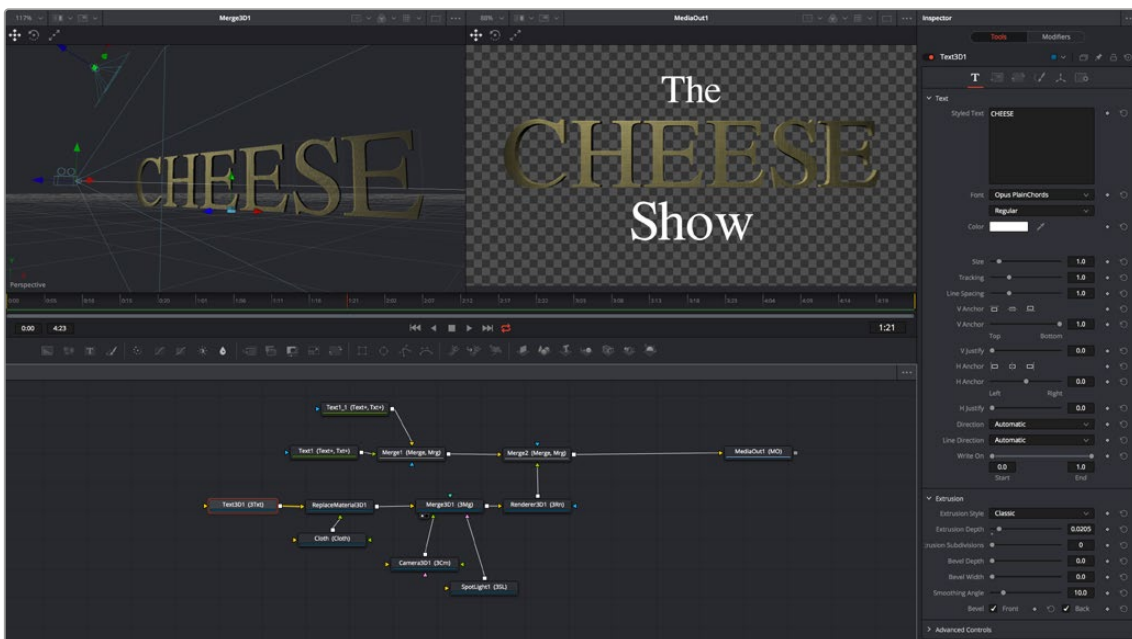 117%
Merge3D1
88%
MediaOut1
Inspector
Tools
Modifiers
Text3D1
CHEESE
The
CHEESE
Show
Perspective
Text
Styled Text
CHEESE
Font
Opus PlainChords
Regular
Color
Size
1.0
Tracking
1.0
Line Spacing
1.0
V Anchor
V Anchor
1.0
Top
Bottom
V Justify
0.0
H Anchor
H Anchor
0.0
Left
Right
H Justify
0.0
Direction
Automatic
Line Direction
Automatic
Write On
0.0
1.0
Start
End
Extrusion
Extrusion Style
Classic
Extrusion Depth
0.0205
rusion Subdivisions
0
Bevel Depth
0.0
Bevel Width
0.0
Smoothing Angle
10.0
Bevel
Front
Back
Advanced Controls
0:00
4:23
1:21
Text1_1 (Text+, Txt+)
Text1 (Text+, Txt+)
Merge1 (Merge, Mrg)
Merge2 (Merge, Mrg)
MediaOut1 (MO)
Text3D1 (3Txt)
ReplaceMaterial3D1
Merge3D1 (3Mg)
Renderer3D1 (3Rn)
Cloth (Cloth)
Camera3D1 (3Cm)
SpotLight1 (3SL)